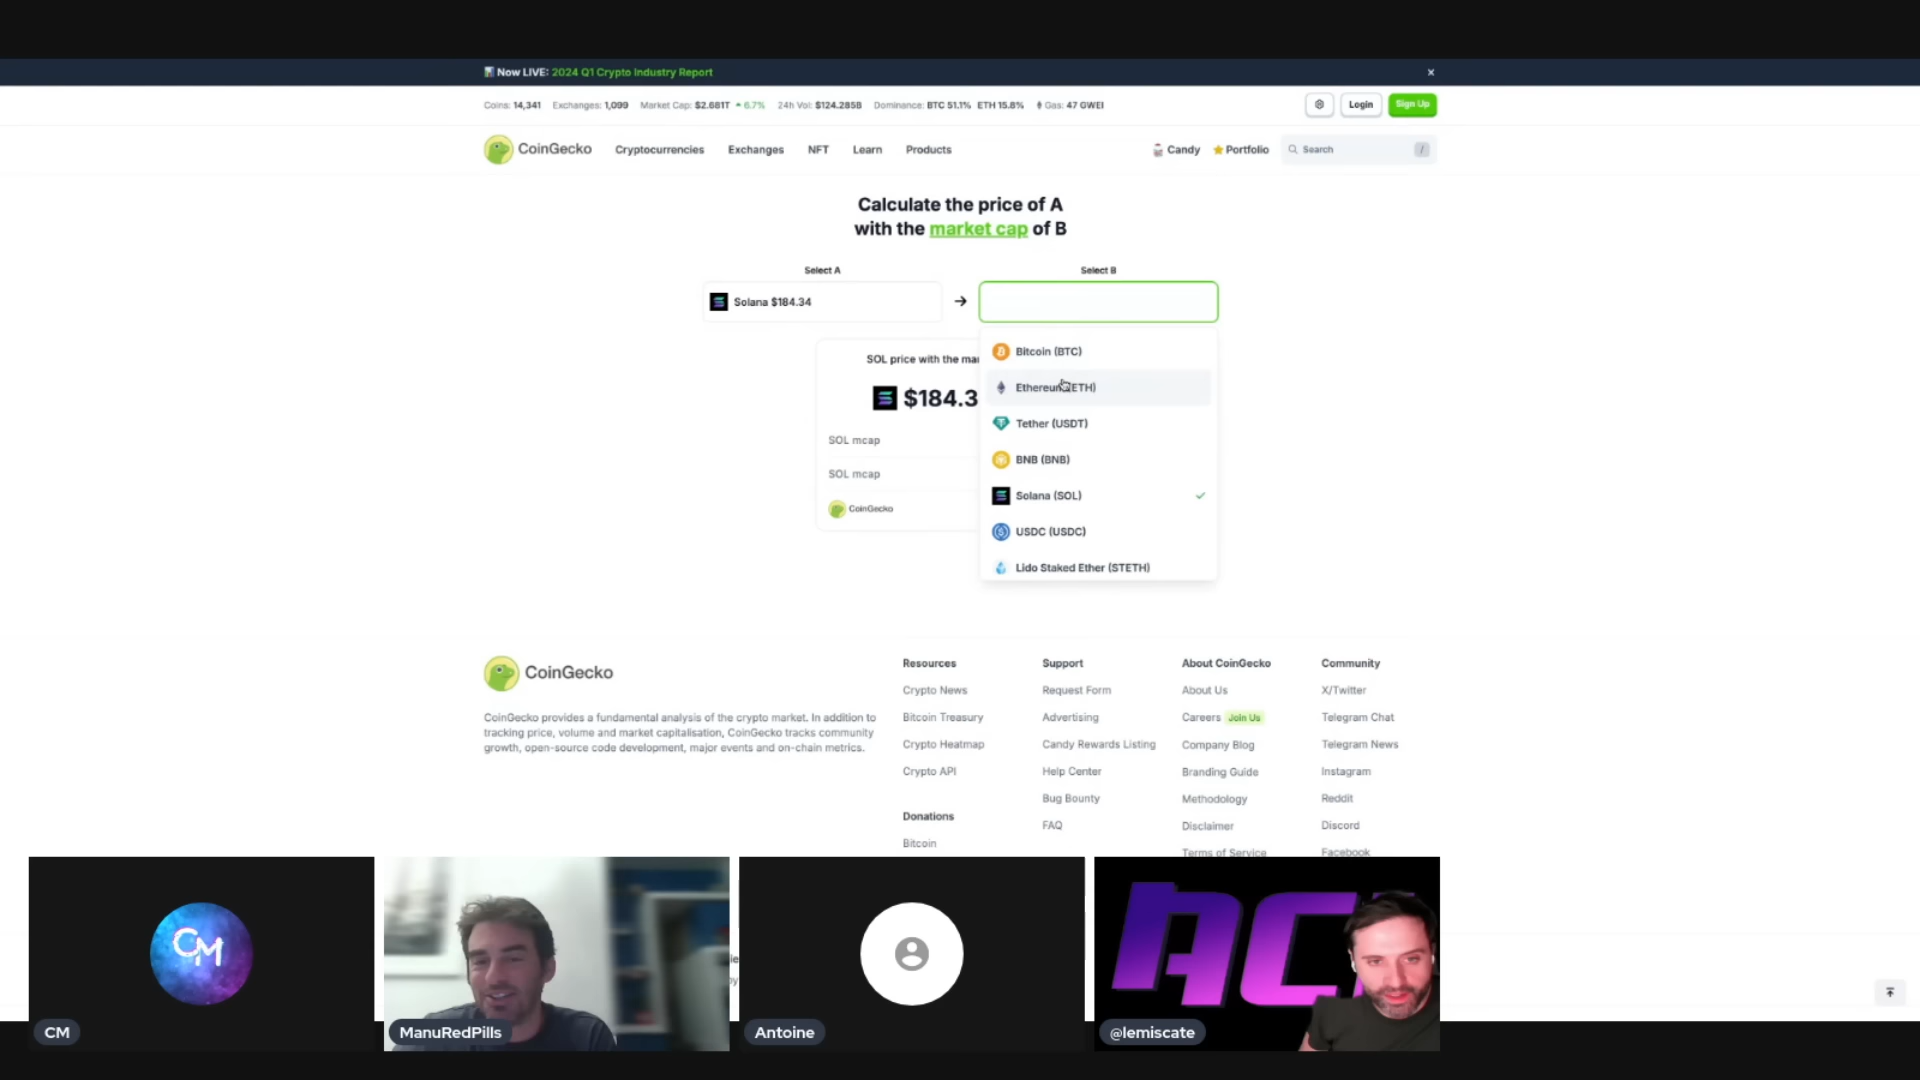 Now LIVE: 2024 Q1 Crypto Industry Report
Coins: 14,341 Exchanges: 1,099 Market Cap: $2.681T 6.7% 24h Vol: $124.285B Dominance: BTC 51.1% ETH 15.8% Gas: 47 GWEI
Login
Sign Up
CoinGecko
Cryptocurrencies
Exchanges
NFT
Learn
Products
Candy
Portfolio
Search
/
Calculate the price of A
with the market cap of B
Select A
Select B
Solana $184.34
SOL price with the
$184.3
SOL mcap
SOL mcap
CoinGecko
Bitcoin (BTC)
Ethereum (ETH)
Tether (USDT)
BNB (BNB)
Solana (SOL)
USDC (USDC)
Lido Staked Ether (STETH)
CoinGecko
CoinGecko provides a fundamental analysis of the crypto market. In addition to
tracking price, volume and market capitalisation, CoinGecko tracks community
growth, open-source code development, major events and on-chain metrics.
Resources
Crypto News
Bitcoin Treasury
Crypto Heatmap
Crypto API
Donations
Bitcoin
Support
Request Form
Advertising
Candy Rewards Listing
Help Center
Bug Bounty
FAQ
About CoinGecko
About Us
Careers Join Us
Company Blog
Branding Guide
Methodology
Disclaimer
Terms of Service
Community
X/Twitter
Telegram Chat
Telegram News
Instagram
Reddit
Discord
Facebook
CM
CM
ManuRedPills
Antoine
@lemiscate